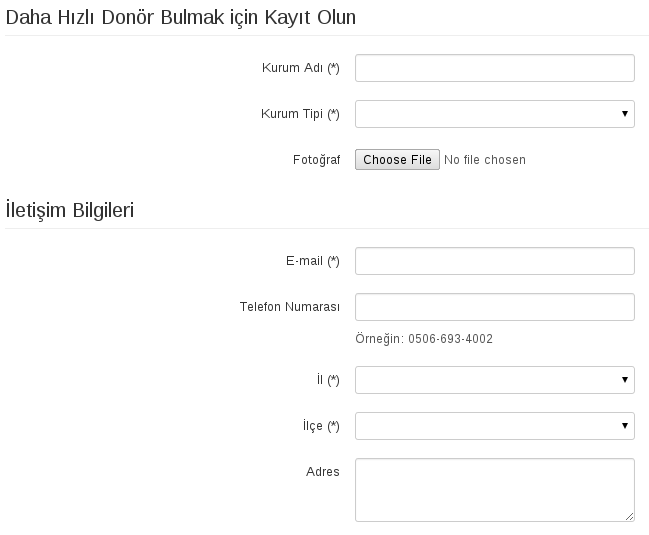 Daha Hızlı Donör Bulmak için Kayıt Olun
Kurum Adı (*)
Kurum Tipi (*)
Fotoğraf Choose File No file chosen
İletişim Bilgileri
E-mail (*)
Telefon Numarası
Örneğin: 0506-693-4002
İl (*)
İlçe (*)
Adres